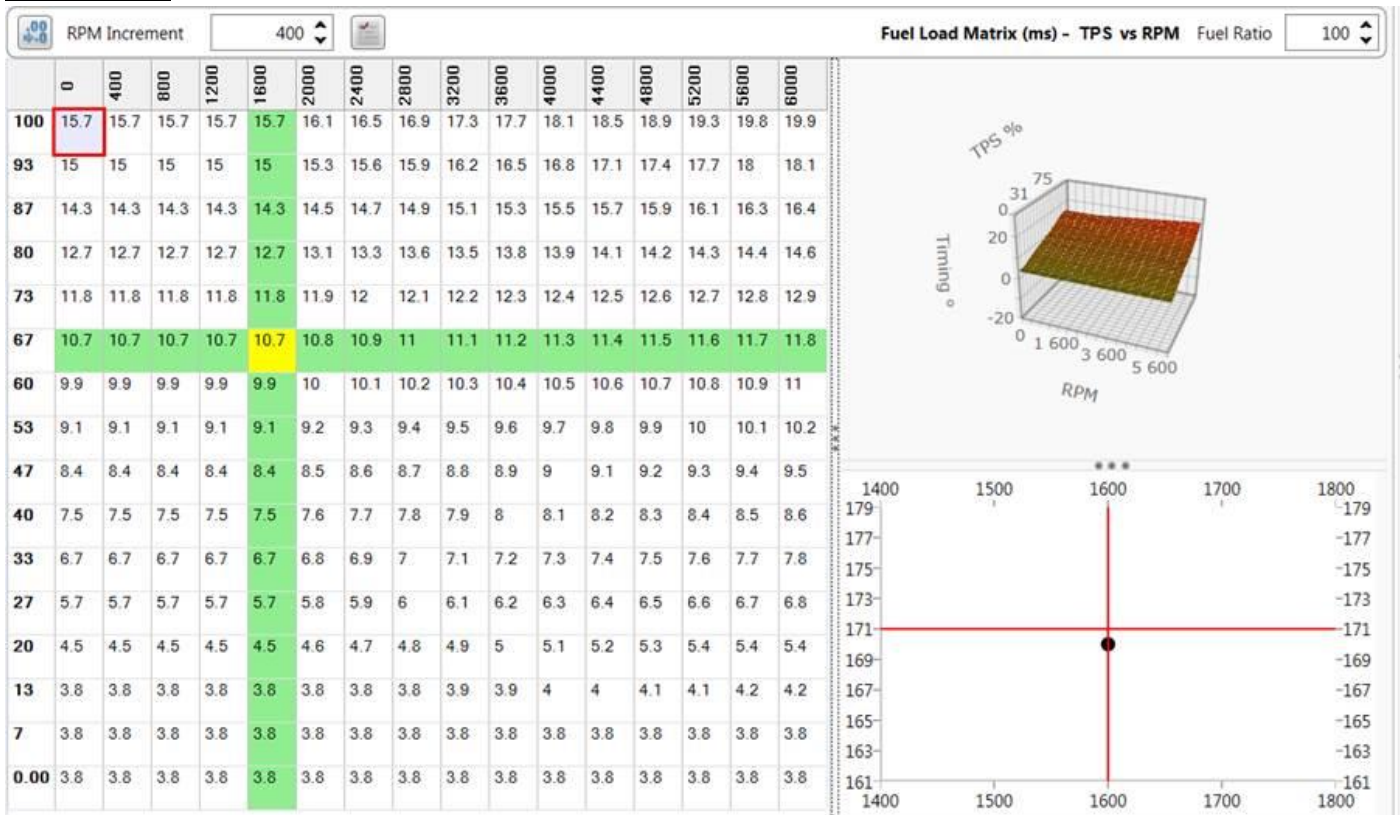 RPM Increment 400 Fuel Load Matrix (ms) - TPS vs RPM Fuel Ratio 100
0 400 800 1200 1600 2000 2400 2800 3200 3600 4000 4400 4800 5200 5600 6000
100 15.7 15.7 15.7 15.7 15.7 16.1 16.5 16.9 17.3 17.7 18.1 18.5 18.9 19.3 19.8 19.9
93 15 15 15 15 15 15.3 15.6 15.9 16.2 16.5 16.8 17.1 17.4 17.7 18 18.1
87 14.3 14.3 14.3 14.3 14.3 14.5 14.7 14.9 15.1 15.3 15.5 15.7 15.9 16.1 16.3 16.4
80 12.7 12.7 12.7 12.7 12.7 13.1 13.3 13.6 13.5 13.8 13.9 14.1 14.2 14.3 14.4 14.6
73 11.8 11.8 11.8 11.8 11.8 11.9 12 12.1 12.2 12.3 12.4 12.5 12.6 12.7 12.8 12.9
67 10.7 10.7 10.7 10.7 10.7 10.8 10.9 11 11.1 11.2 11.3 11.4 11.5 11.6 11.7 11.8
60 9.9 9.9 9.9 9.9 9.9 10 10.1 10.2 10.3 10.4 10.5 10.6 10.7 10.8 10.9 11
53 9.1 9.1 9.1 9.1 9.1 9.2 9.3 9.4 9.5 9.6 9.7 9.8 9.9 10 10.1 10.2
47 8.4 8.4 8.4 8.4 8.4 8.5 8.6 8.7 8.8 8.9 9 9.1 9.2 9.3 9.4 9.5
40 7.5 7.5 7.5 7.5 7.5 7.6 7.7 7.8 7.9 8 8.1 8.2 8.3 8.4 8.5 8.6
33 6.7 6.7 6.7 6.7 6.7 6.8 6.9 7 7.1 7.2 7.3 7.4 7.5 7.6 7.7 7.8
27 5.7 5.7 5.7 5.7 5.7 5.8 5.9 6 6.1 6.2 6.3 6.4 6.5 6.6 6.7 6.8
20 4.5 4.5 4.5 4.5 4.5 4.6 4.7 4.8 4.9 5 5.1 5.2 5.3 5.4 5.4 5.4
13 3.8 3.8 3.8 3.8 3.8 3.8 3.8 3.8 3.9 3.9 4 4 4.1 4.1 4.2 4.2
7 3.8 3.8 3.8 3.8 3.8 3.8 3.8 3.8 3.8 3.8 3.8 3.8 3.8 3.8 3.8 3.8
0.00 3.8 3.8 3.8 3.8 3.8 3.8 3.8 3.8 3.8 3.8 3.8 3.8 3.8 3.8 3.8 3.8
TPS %
75
31
0
Timing °
20
0
-20
0 1 600 3 600 5 600
RPM
1400 1500 1600 1700 1800
179 179
177 177
175 175
173 173
171 171
169 169
167 167
165 165
163 163
161 161
1400 1500 1600 1700 1800